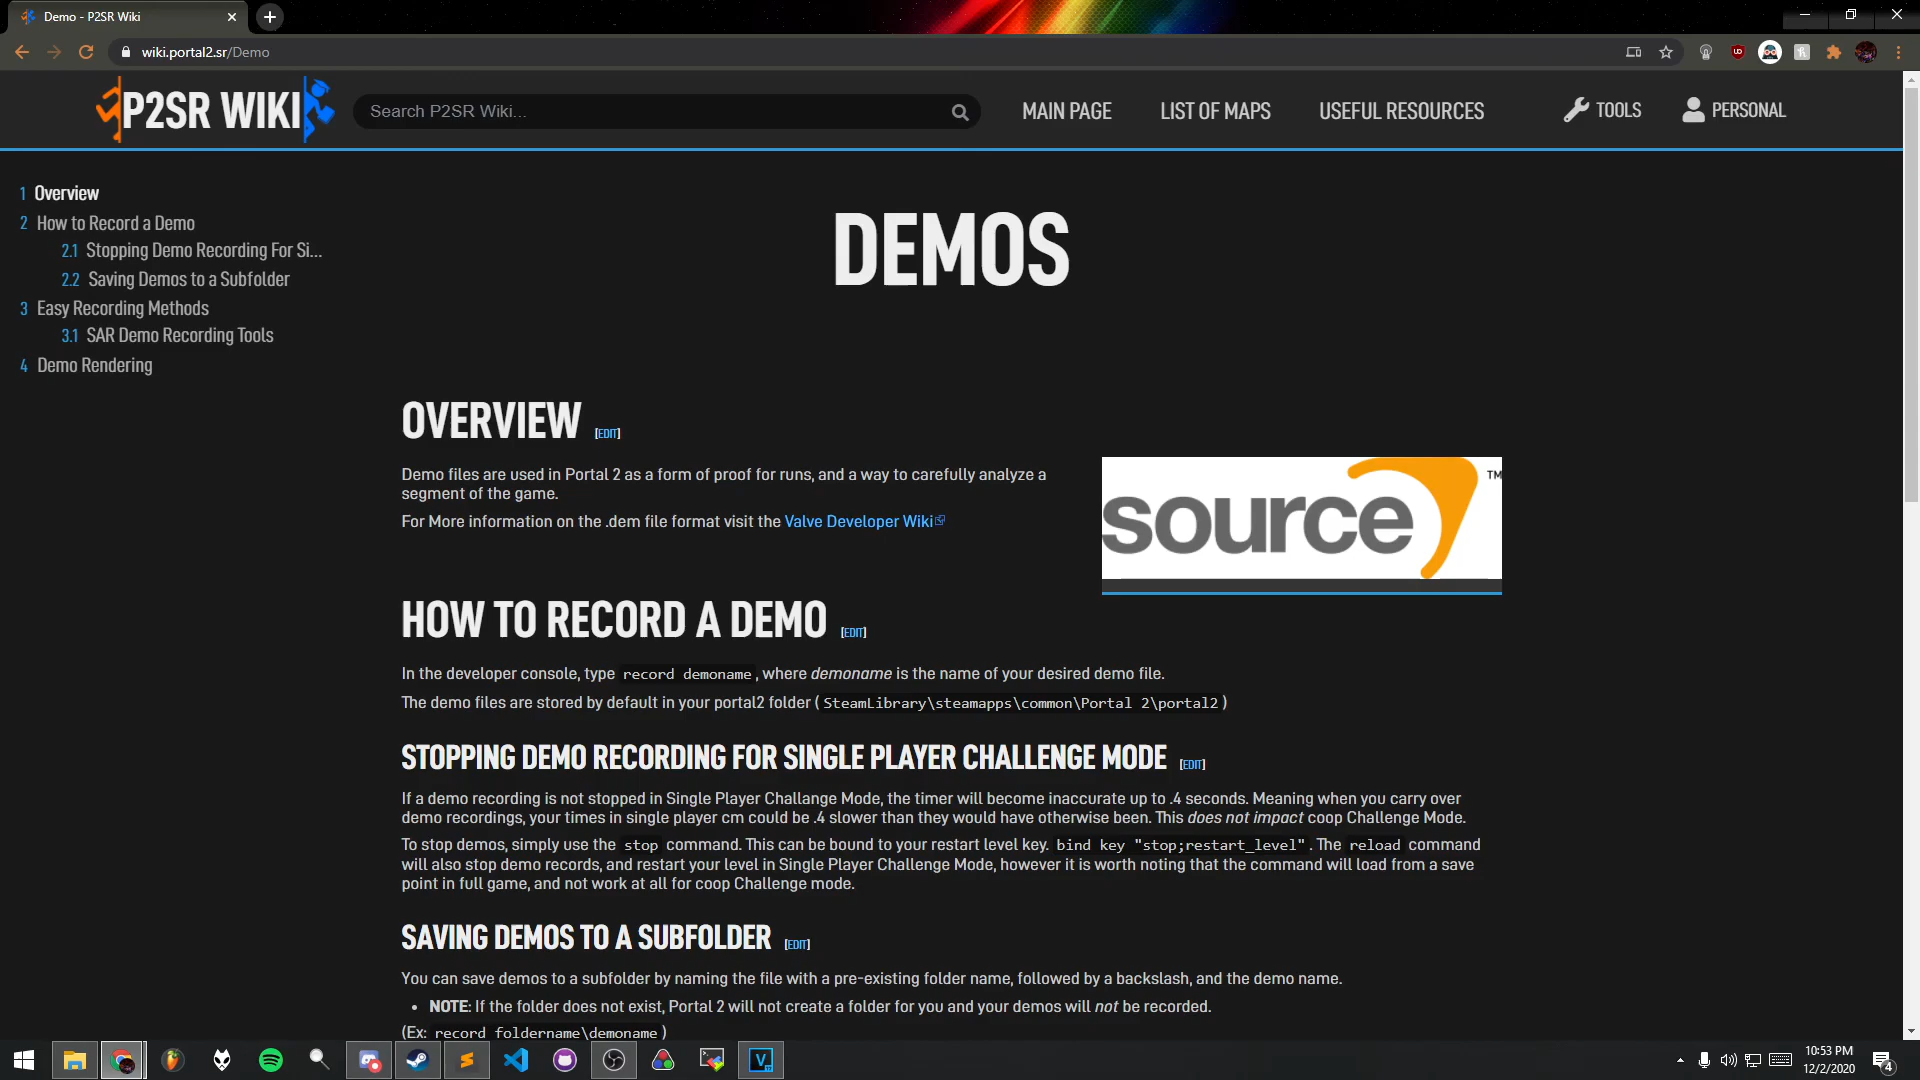 Demo - P2SR Wiki
wiki.portal2.sr/Demo
P2SR WIKI
Search P2SR Wiki...
MAIN PAGE
LIST OF MAPS
USEFUL RESOURCES
TOOLS
PERSONAL
1 Overview
2 How to Record a Demo
2.1 Stopping Demo Recording For Si...
2.2 Saving Demos to a Subfolder
3 Easy Recording Methods
3.1 SAR Demo Recording Tools
4 Demo Rendering
DEMOS
OVERVIEW [EDIT]
Demo files are used in Portal 2 as a form of proof for runs, and a way to carefully analyze a
segment of the game.
For More information on the .dem file format visit the Valve Developer Wiki
source TM
HOW TO RECORD A DEMO [EDIT]
In the developer console, type record demoname, where demoname is the name of your desired demo file.
The demo files are stored by default in your portal2 folder (SteamLibrary\steamapps\common\Portal 2\portal2)
STOPPING DEMO RECORDING FOR SINGLE PLAYER CHALLENGE MODE [EDIT]
If a demo recording is not stopped in Single Player Challange Mode, the timer will become inaccurate up to .4 seconds. Meaning when you carry over
demo recordings, your times in single player cm could be .4 slower than they would have otherwise been. This does not impact coop Challenge Mode.
To stop demos, simply use the stop command. This can be bound to your restart level key. bind key "stop;restart_level". The reload command
will also stop demo records, and restart your level in Single Player Challenge Mode, however it is worth noting that the command will load from a save
point in full game, and not work at all for coop Challenge mode.
SAVING DEMOS TO A SUBFOLDER [EDIT]
You can save demos to a subfolder by naming the file with a pre-existing folder name, followed by a backslash, and the demo name.
• NOTE: If the folder does not exist, Portal 2 will not create a folder for you and your demos will not be recorded.
(Ex: record foldername\demoname)
10:53 PM
12/2/2020
4